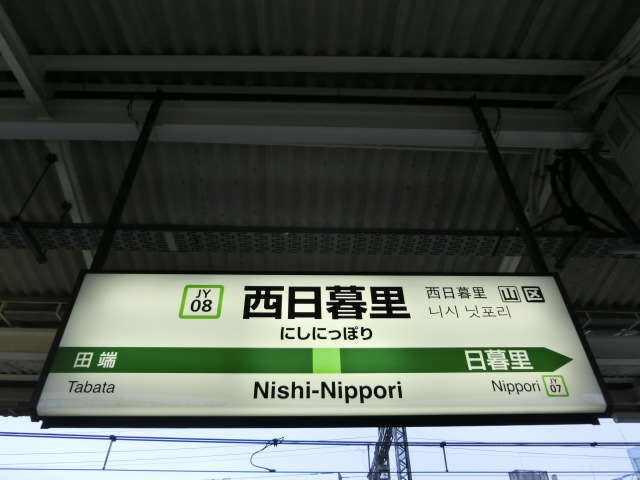 JY
08
西日暮里
西日暮里 山 区
니시 닛포리
にしにっぽり
田端 日暮里
Tabata Nishi-Nippori Nippori JY
07